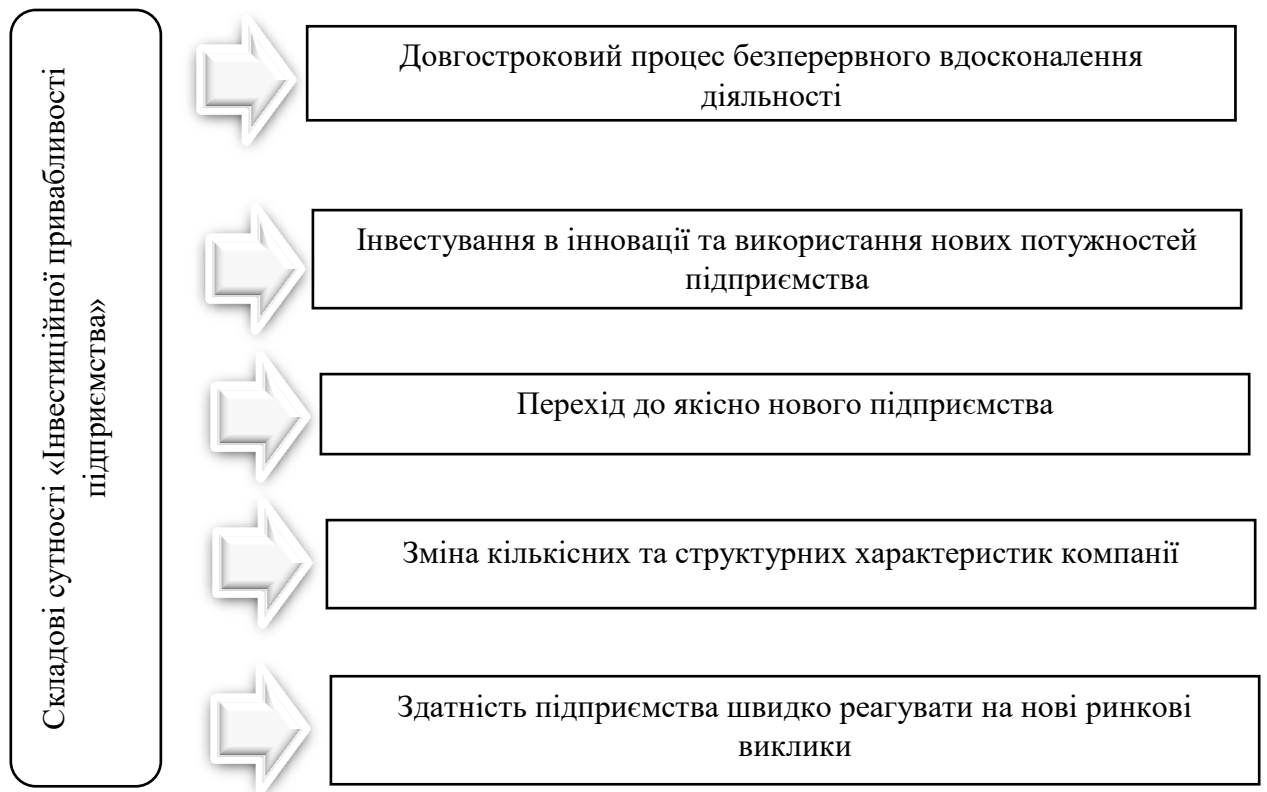 Складові сутності «Інвестиційної привабливості
підприємства»
Довгостроковий процес безперервного вдосконалення
діяльності
Інвестування в інновації та використання нових потужностей
підприємства
Перехід до якісно нового підприємства
Зміна кількісних та структурних характеристик компанії
Здатність підприємства швидко реагувати на нові ринкові
виклики